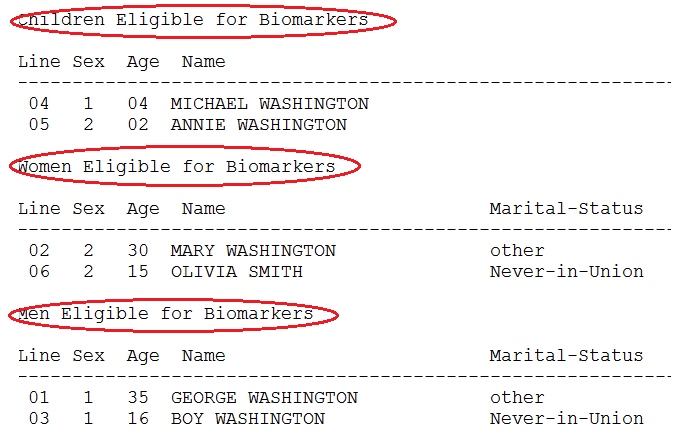 Children Eligible for Biomarkers
Line Sex Age Name
04 1 04 MICHAEL WASHINGTON
05 2 02 ANNIE WASHINGTON
Women Eligible for Biomarkers
Line Sex Age Name Marital-Status
02 2 30 MARY WASHINGTON other
06 2 15 OLIVIA SMITH Never-in-Union
Men Eligible for Biomarkers
Line Sex Age Name Marital-Status
01 1 35 GEORGE WASHINGTON other
03 1 16 BOY WASHINGTON Never-in-Union